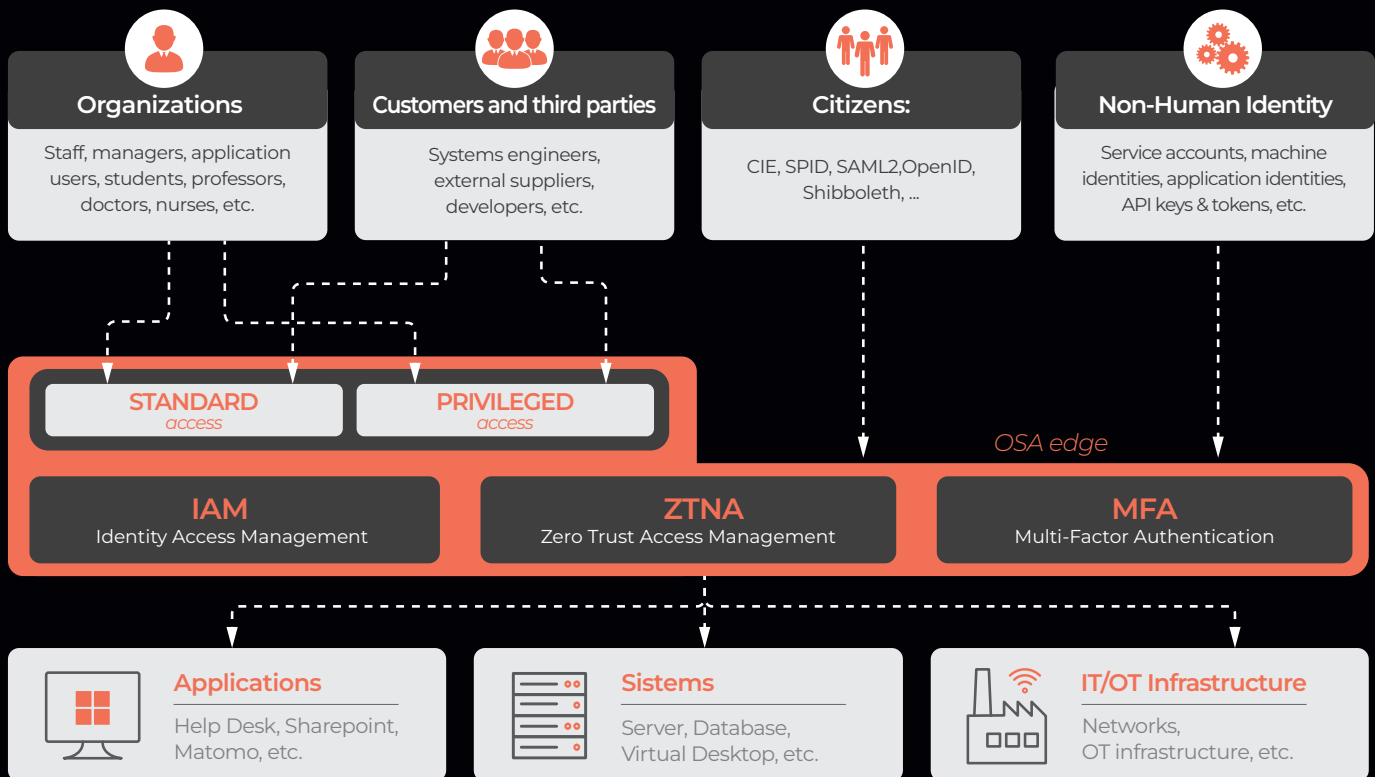 Organizations
Staff, managers, application
users, students, professors,
doctors, nurses, etc.
Customers and third parties
Systems engineers,
external suppliers,
developers, etc.
Citizens:
CIE, SPID, SAML2,OpenID,
Shibboleth, ...
Non-Human Identity
Service accounts, machine
identities, application identities,
API keys & tokens, etc.
STANDARD
access
PRIVILEGED
access
OSA edge
IAM
Identity Access Management
ZTNA
Zero Trust Access Management
MFA
Multi-Factor Authentication
Applications
Help Desk, Sharepoint,
Matomo, etc.
Sistems
Server, Database,
Virtual Desktop, etc.
IT/OT Infrastructure
Networks,
OT infrastructure, etc.